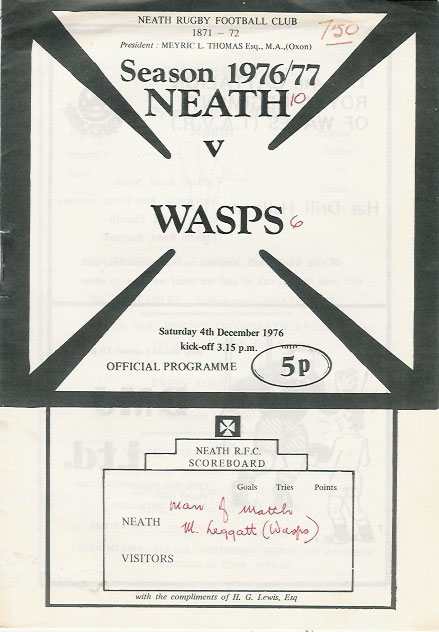 NEATH RUGBY FOOTBALL CLUB
1871 - 72
7.50
President : MEYRIC L. THOMAS Esq., M.A.,(Oxon)
Season 1976/77
NEATH 10
v
WASPS 6
Saturday 4th December 1976
kick-off 3.15 p.m.
OFFICIAL PROGRAMME
5p
NEATH R.F.C.
SCOREBOARD
Goals Tries Points
Man of Match
NEATH M. Leggatt (Wasps)
VISITORS
with the compliments of H. G. Lewis, Esq